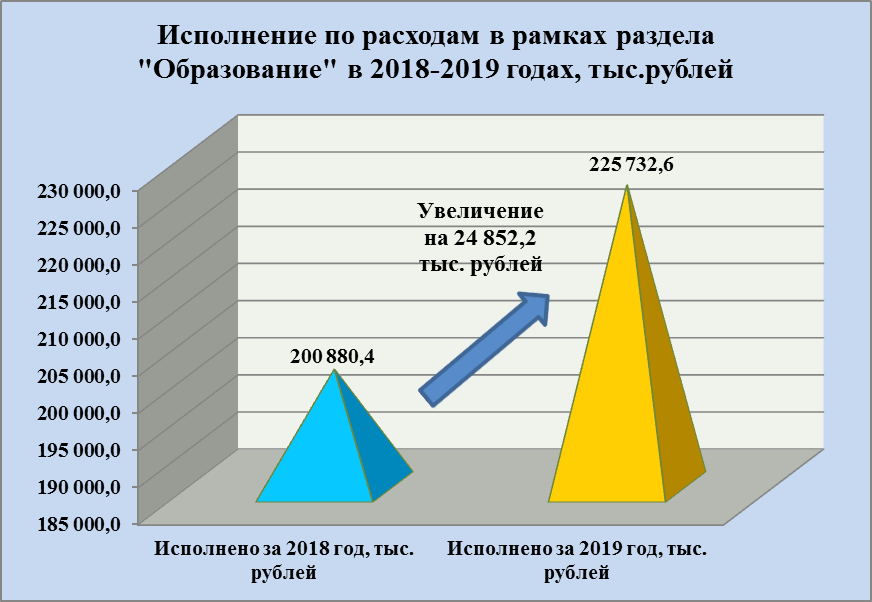 Исполнение по расходам в рамках раздела
"Образование" в 2018-2019 годах, тыс.рублей
225 732,6
230 000,0
225 000,0
220 000,0
215 000,0
210 000,0
205 000,0
200 000,0
195 000,0
190 000,0
185 000,0
Увеличение
на 24 852,2
тыс. рублей
200 880,4
Исполнено за 2018 год, тыс.
рублей
Исполнено за 2019 год, тыс.
рублей